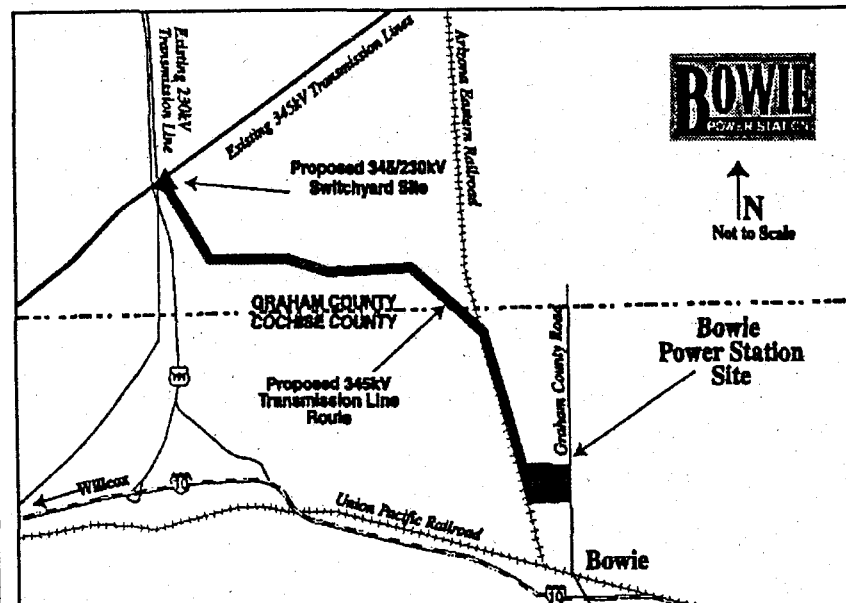 Existing 230kV
Transmission Line
Existing 345kV Transmission Lines
Arizona Eastern Railroad
BOWIE
POWER STATION
N
Not to Scale
Proposed 345/230kV
Switchyard Site
GRAHAM COUNTY
COCHISE COUNTY
Graham County Road
Bowie
Power Station
Site
Proposed 345kV
Transmission Line
Route
191
Willcox
10
Union Pacific Railroad
Bowie
10